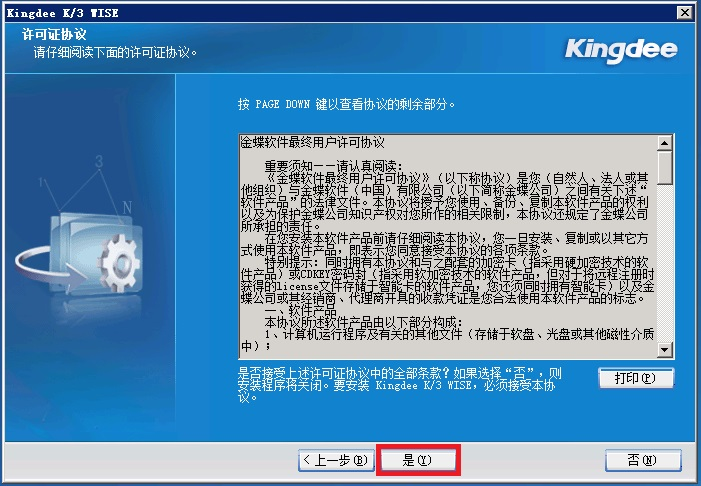 Kingdee K/3 WISE
许可证协议
请仔细阅读下面的许可证协议。
Kingdee
按 PAGE DOWN 键以查看协议的剩余部分。
金蝶软件最终用户许可协议
重要须知——请认真阅读：
《金蝶软件最终用户许可协议》（以下称协议）是您（自然人、法人或其
他组织）与金蝶软件（中国）有限公司（以下简称金蝶公司）之间有关下述“
软件产品”的法律文件。本协议将授予您使用、备份、复制本软件产品的权利
以及为保护金蝶公司知识产权对您所作的相关限制，本协议还规定了金蝶公司
所承担的责任。
在您安装本软件产品前请仔细阅读本协议，您一旦安装、复制或以其它方
式使用本软件产品，即表示您同意接受本协议的各项条款。
特别提示：同时拥有本协议和与之配套的加密卡（指采用硬加密技术的软
件产品）或CDKEY密码封（指采用软加密技术的软件产品，但对于将远程注册时
获得的license文件存储于智能卡的软件产品，您还须同时拥有智能卡）以及金
蝶公司或其经销商、代理商开具的收款凭证是您合法使用本软件产品的标志。
一、软件产品
本协议所述软件产品由以下部分构成：
1、计算机运行程序及有关的其他文件（存储于软盘、光盘或其他磁性介质
中）；
是否接受上述许可证协议中的全部条款？如果选择“否”，则
安装程序将关闭。要安装 Kingdee K/3 WISE，必须接受本协
议。
打印(P)
1
3
N
< 上一步(B)
是(Y)
否(N)